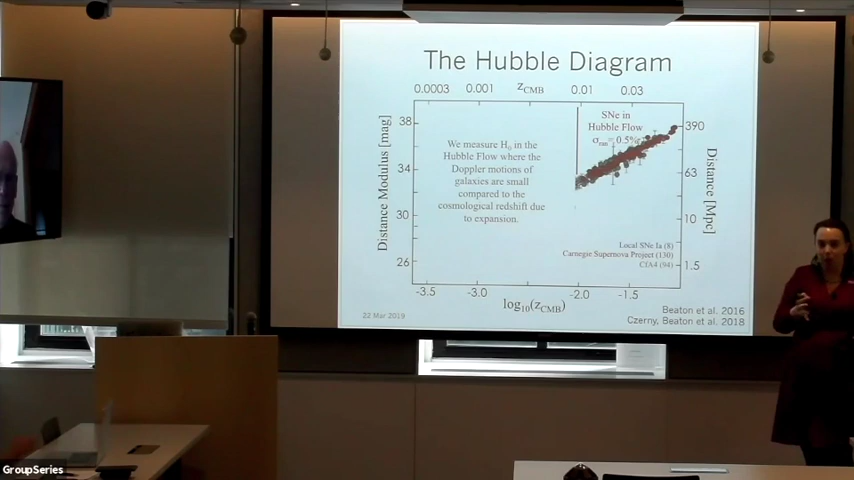 The Hubble Diagram
0.0003 0.001 ZCMB 0.01 0.03
38
34
30
26
Distance Modulus [mag]
We measure H0 in the
Hubble Flow where the
Doppler motions of
galaxies are small
compared to the
cosmological redshift due
to expansion.
SNe in
Hubble Flow
σran = 0.5%
390
63
10
1.5
Distance [Mpc]
Local SNe Ia (8)
Carnegie Supernova Project (130)
CfA4 (94)
-3.5 -3.0 -2.0 -1.5
log10(zCMB)
22 Mar 2019
Beaton et al. 2016
Czerny, Beaton et al. 2018
GroupSeries